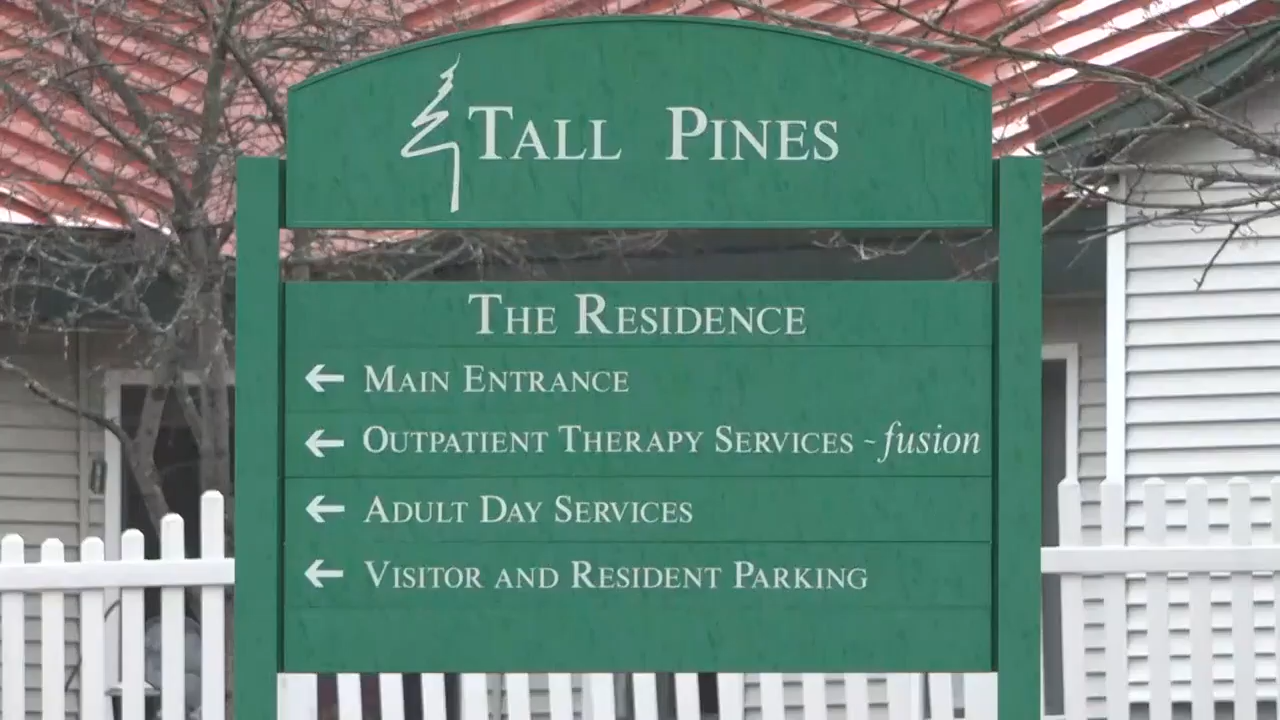 TALL PINES
THE RESIDENCE
← MAIN ENTRANCE
← OUTPATIENT THERAPY SERVICES ~ fusion
← ADULT DAY SERVICES
← VISITOR AND RESIDENT PARKING